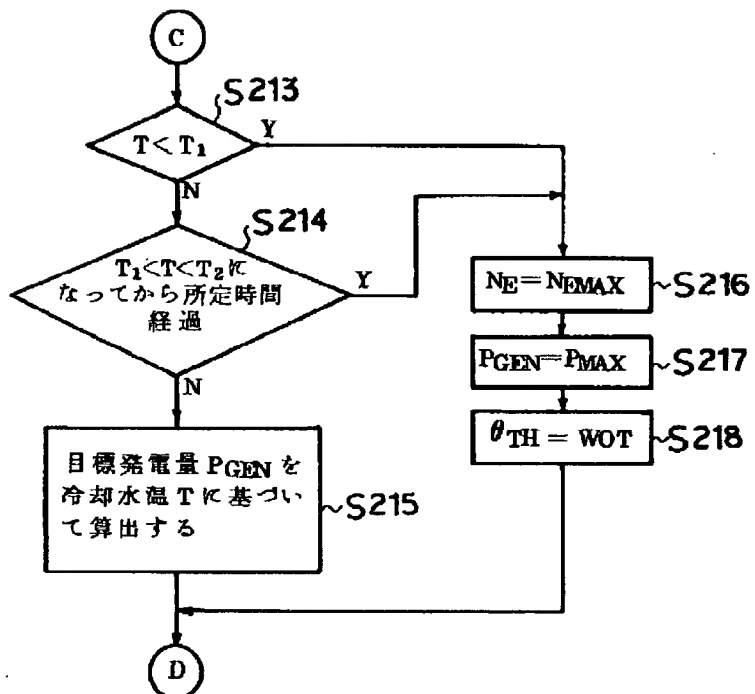 C
S213
T<T1
Y
N
S214
T1<T<T2に
なってから所定時間
経過
Y
N
NE=NEMAX
S216
PGEN=PMAX
S217
θTH=WOT
S218
目標発電量PGENを
冷却水温Tに基づい
て算出する
S215
D